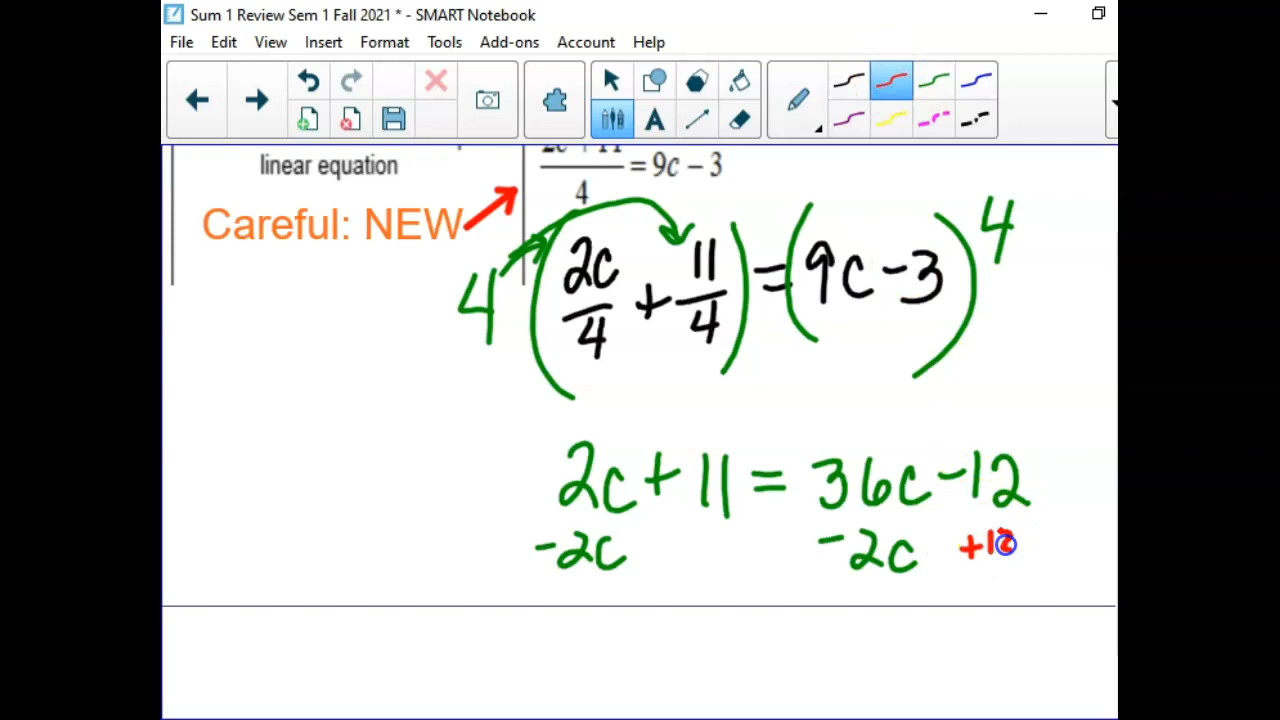 Sum 1 Review Sem 1 Fall 2021 * - SMART Notebook
File Edit View Insert Format Tools Add-ons Account Help
linear equation
2c + 11
= 9c - 3
4
Careful: NEW
4 ( 2c/4 + 11/4 ) = ( 9c - 3 ) 4
2c + 11 = 36c - 12
-2c -2c +12